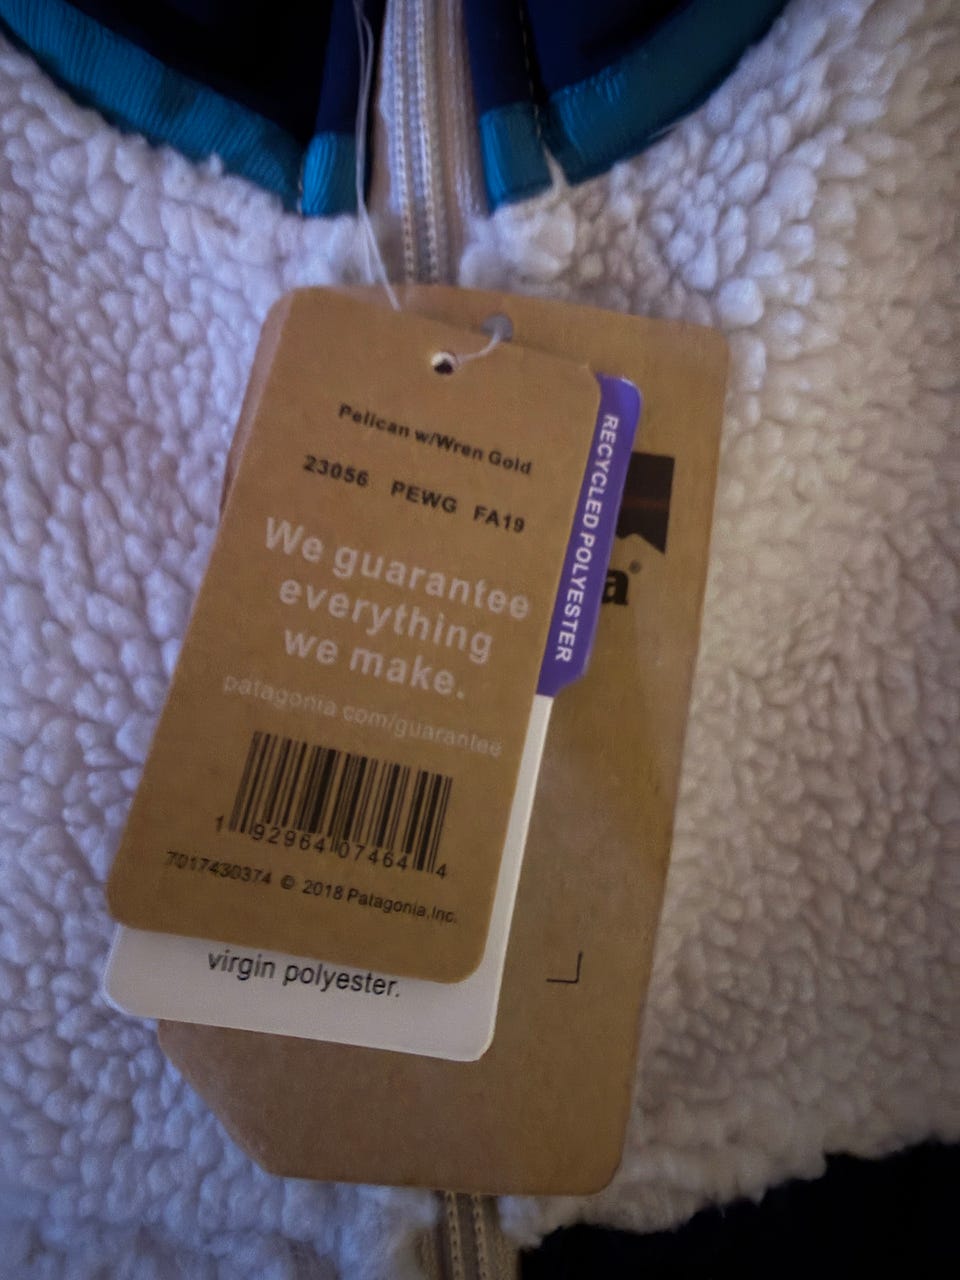 Pelican w/Wren Gold
23056 PEWG FA19
We guarantee
everything
we make.
patagonia.com/guarantee
1 92964 07464 4
7017430374 © 2018 Patagonia, Inc.
RECYCLED POLYESTER
a®
virgin polyester.